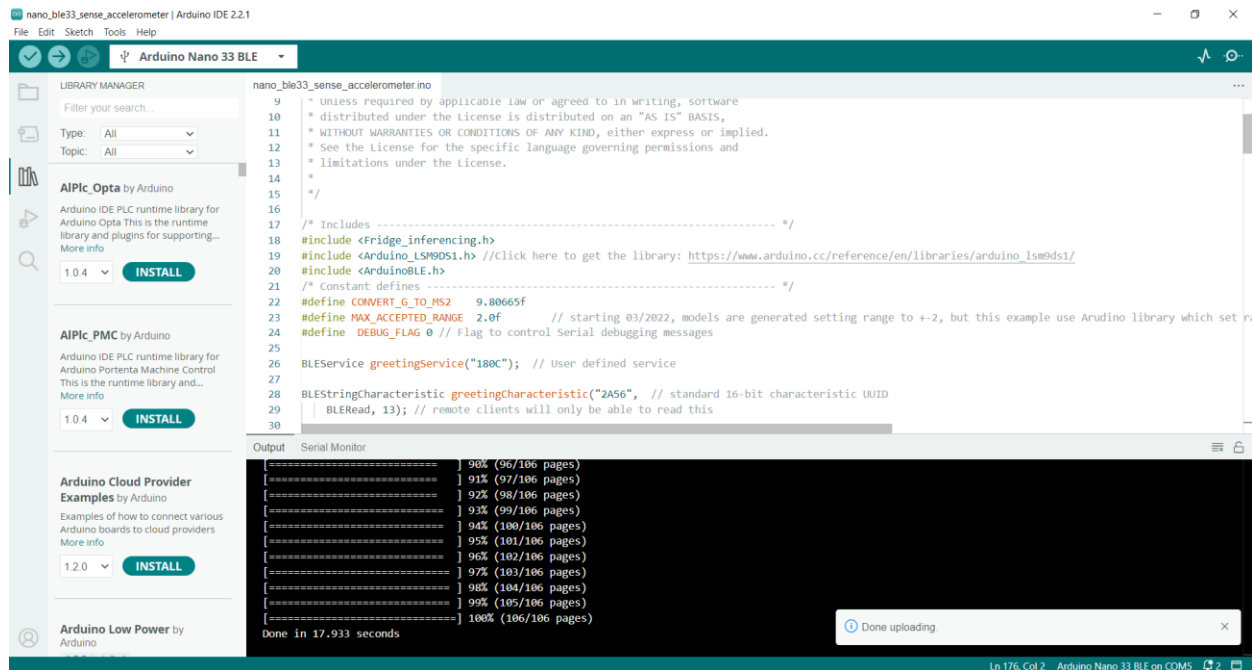 nano_ble33_sense_accelerometer | Arduino IDE 2.2.1
File Edit Sketch Tools Help
Arduino Nano 33 BLE
LIBRARY MANAGER
Filter your search...
Type: All
Topic: All
AIPlc_Opta by Arduino
Arduino IDE PLC runtime library for
Arduino Opta This is the runtime
library and plugins for supporting...
More info
1.0.4 INSTALL
AIPlc_PMC by Arduino
Arduino IDE PLC runtime library for
Arduino Portenta Machine Control
This is the runtime library and...
More info
1.0.4 INSTALL
Arduino Cloud Provider
Examples by Arduino
Examples of how to connect various
Arduino boards to cloud providers
More info
1.2.0 INSTALL
Arduino Low Power by
Arduino
nano_ble33_sense_accelerometer.ino
9 * Unless required by applicable law or agreed to in writing, software
10 * distributed under the License is distributed on an "AS IS" BASIS,
11 * WITHOUT WARRANTIES OR CONDITIONS OF ANY KIND, either express or implied.
12 * See the License for the specific language governing permissions and
13 * limitations under the License.
14 *
15 */
16
17 /* Includes ---------------------------------------------------------------- */
18 #include <Fridge_inferencing.h>
19 #include <Arduino_LSM9DS1.h> //Click here to get the library: https://www.arduino.cc/reference/en/libraries/arduino_lsm9ds1/
20 #include <ArduinoBLE.h>
21 /* Constant defines -------------------------------------------------------- */
22 #define CONVERT_G_TO_MS2 9.80665f
23 #define MAX_ACCEPTED_RANGE 2.0f // starting 03/2022, models are generated setting range to +-2, but this example use Arudino library which set r
24 #define DEBUG_FLAG 0 // Flag to control Serial debugging messages
25
26 BLEService greetingService("180C"); // User defined service
27
28 BLEStringCharacteristic greetingCharacteristic("2A56", // standard 16-bit characteristic UUID
29 BLERead, 13); // remote clients will only be able to read this
30
Output Serial Monitor
[=========================== ] 90% (96/106 pages)
[=========================== ] 91% (97/106 pages)
[=========================== ] 92% (98/106 pages)
[============================ ] 93% (99/106 pages)
[============================ ] 94% (100/106 pages)
[============================ ] 95% (101/106 pages)
[============================ ] 96% (102/106 pages)
[============================= ] 97% (103/106 pages)
[============================= ] 98% (104/106 pages)
[============================= ] 99% (105/106 pages)
[==============================] 100% (106/106 pages)
Done in 17.933 seconds
Done uploading.
Ln 176, Col 2 Arduino Nano 33 BLE on COM5 2